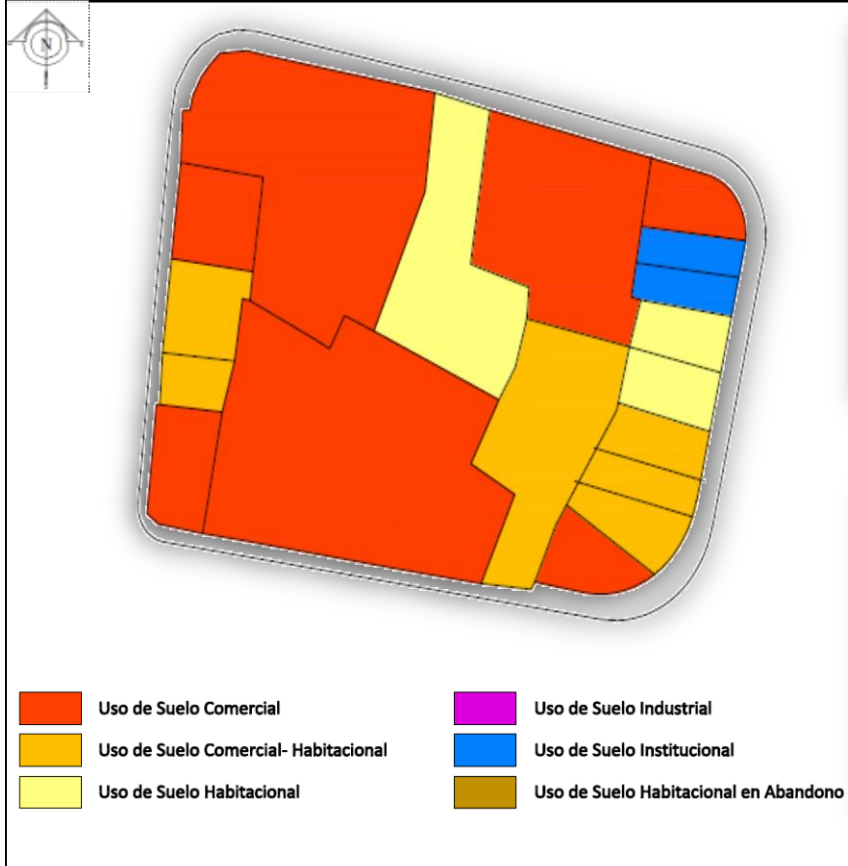 N
Uso de Suelo Comercial
Uso de Suelo Industrial
Uso de Suelo Comercial- Habitacional
Uso de Suelo Institucional
Uso de Suelo Habitacional
Uso de Suelo Habitacional en Abandono